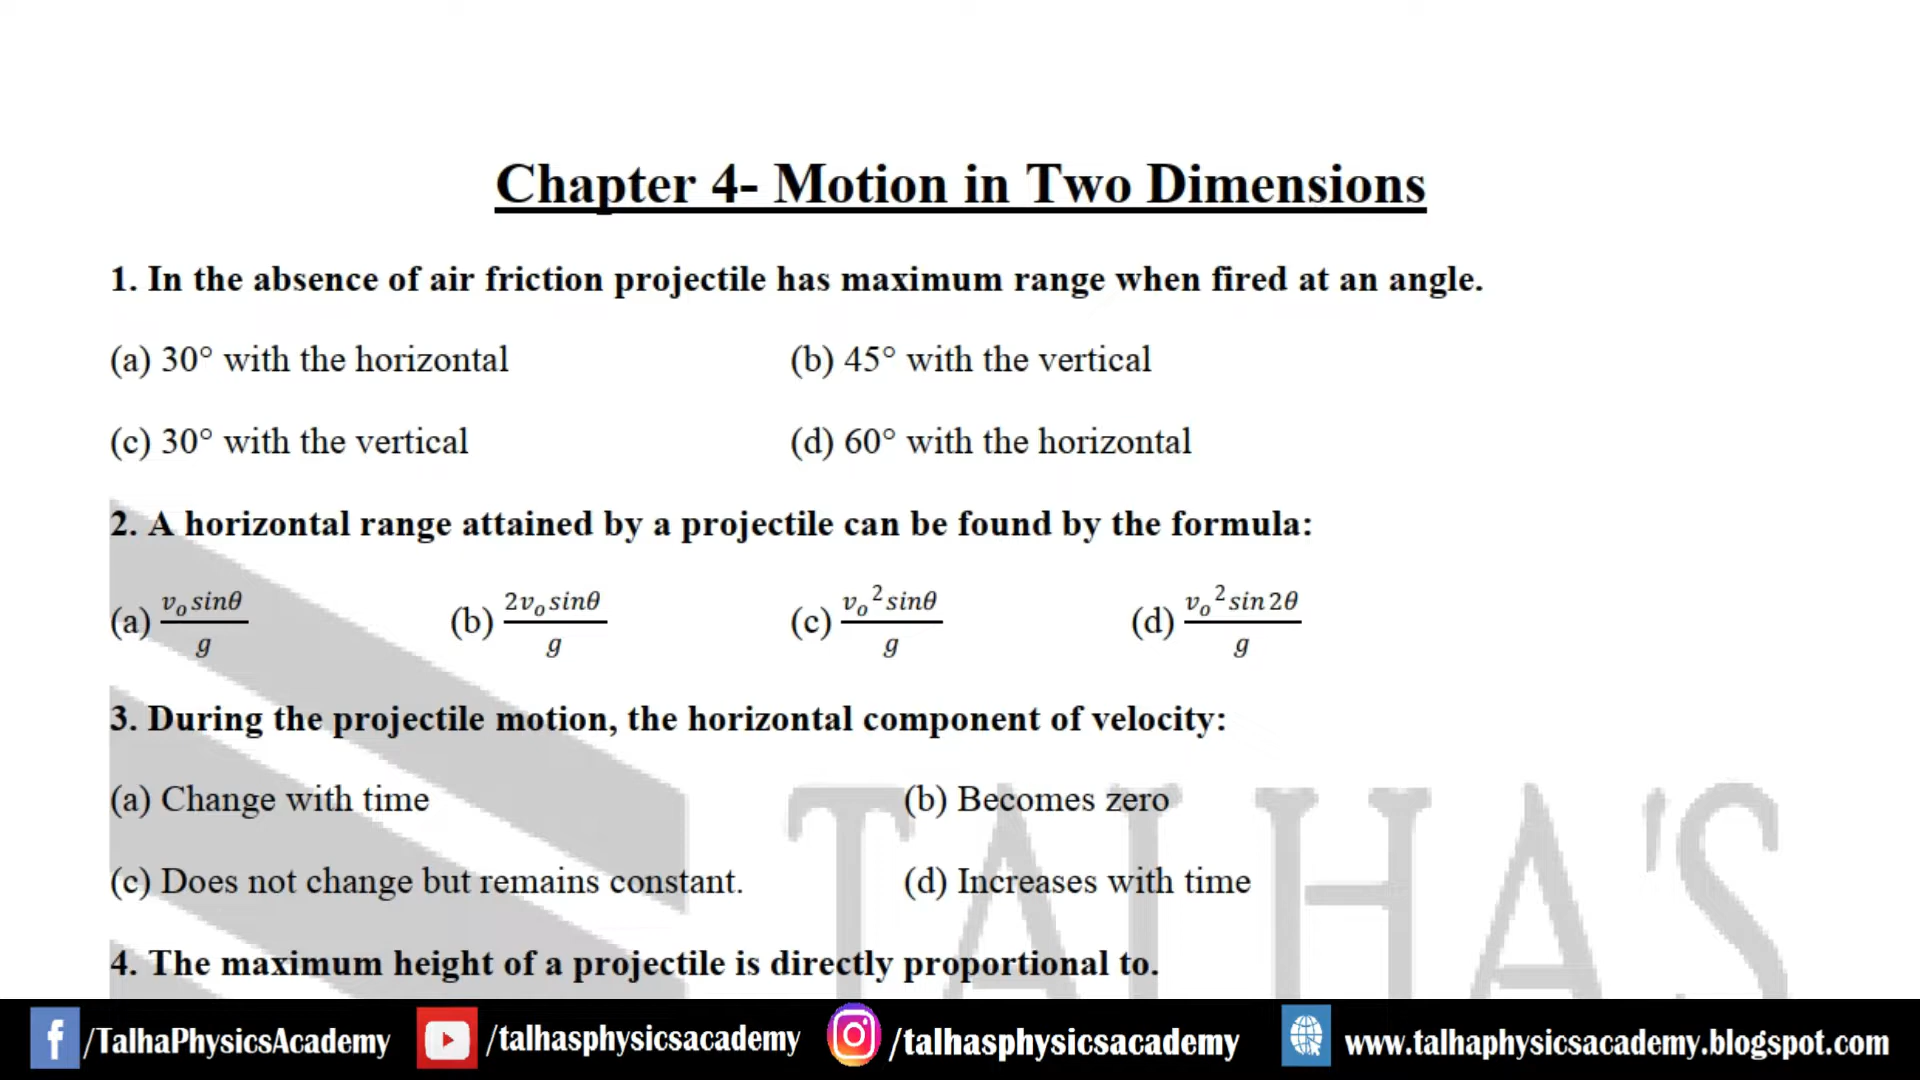 Chapter 4- Motion in Two Dimensions
1. In the absence of air friction projectile has maximum range when fired at an angle.
(a) 30° with the horizontal (b) 45° with the vertical
(c) 30° with the vertical (d) 60° with the horizontal
2. A horizontal range attained by a projectile can be found by the formula:
(a) vₒsinθ/g (b) 2vₒsinθ/g (c) vₒ²sinθ/g (d) vₒ²sin2θ/g
3. During the projectile motion, the horizontal component of velocity:
(a) Change with time (b) Becomes zero
(c) Does not change but remains constant. (d) Increases with time
4. The maximum height of a projectile is directly proportional to.
TALHA'S
/TalhaPhysicsAcademy /talhasphysicsacademy /talhasphysicsacademy www.talhaphysicsacademy.blogspot.com